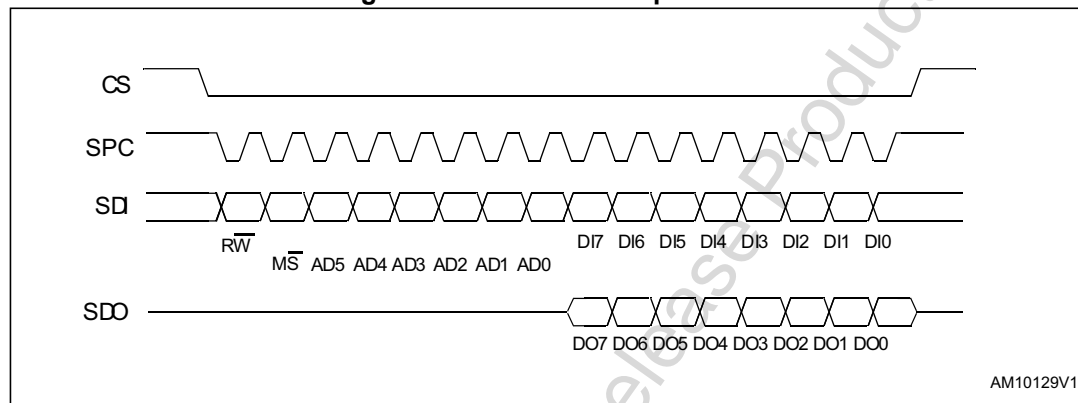 CS
SPC
SDI
RW
MS AD5 AD4 AD3 AD2 AD1 AD0
DI7 DI6 DI5 DI4 DI3 DI2 DI1 DI0
SDO
DO7 DO6 DO5 DO4 DO3 DO2 DO1 DO0
AM10129V1